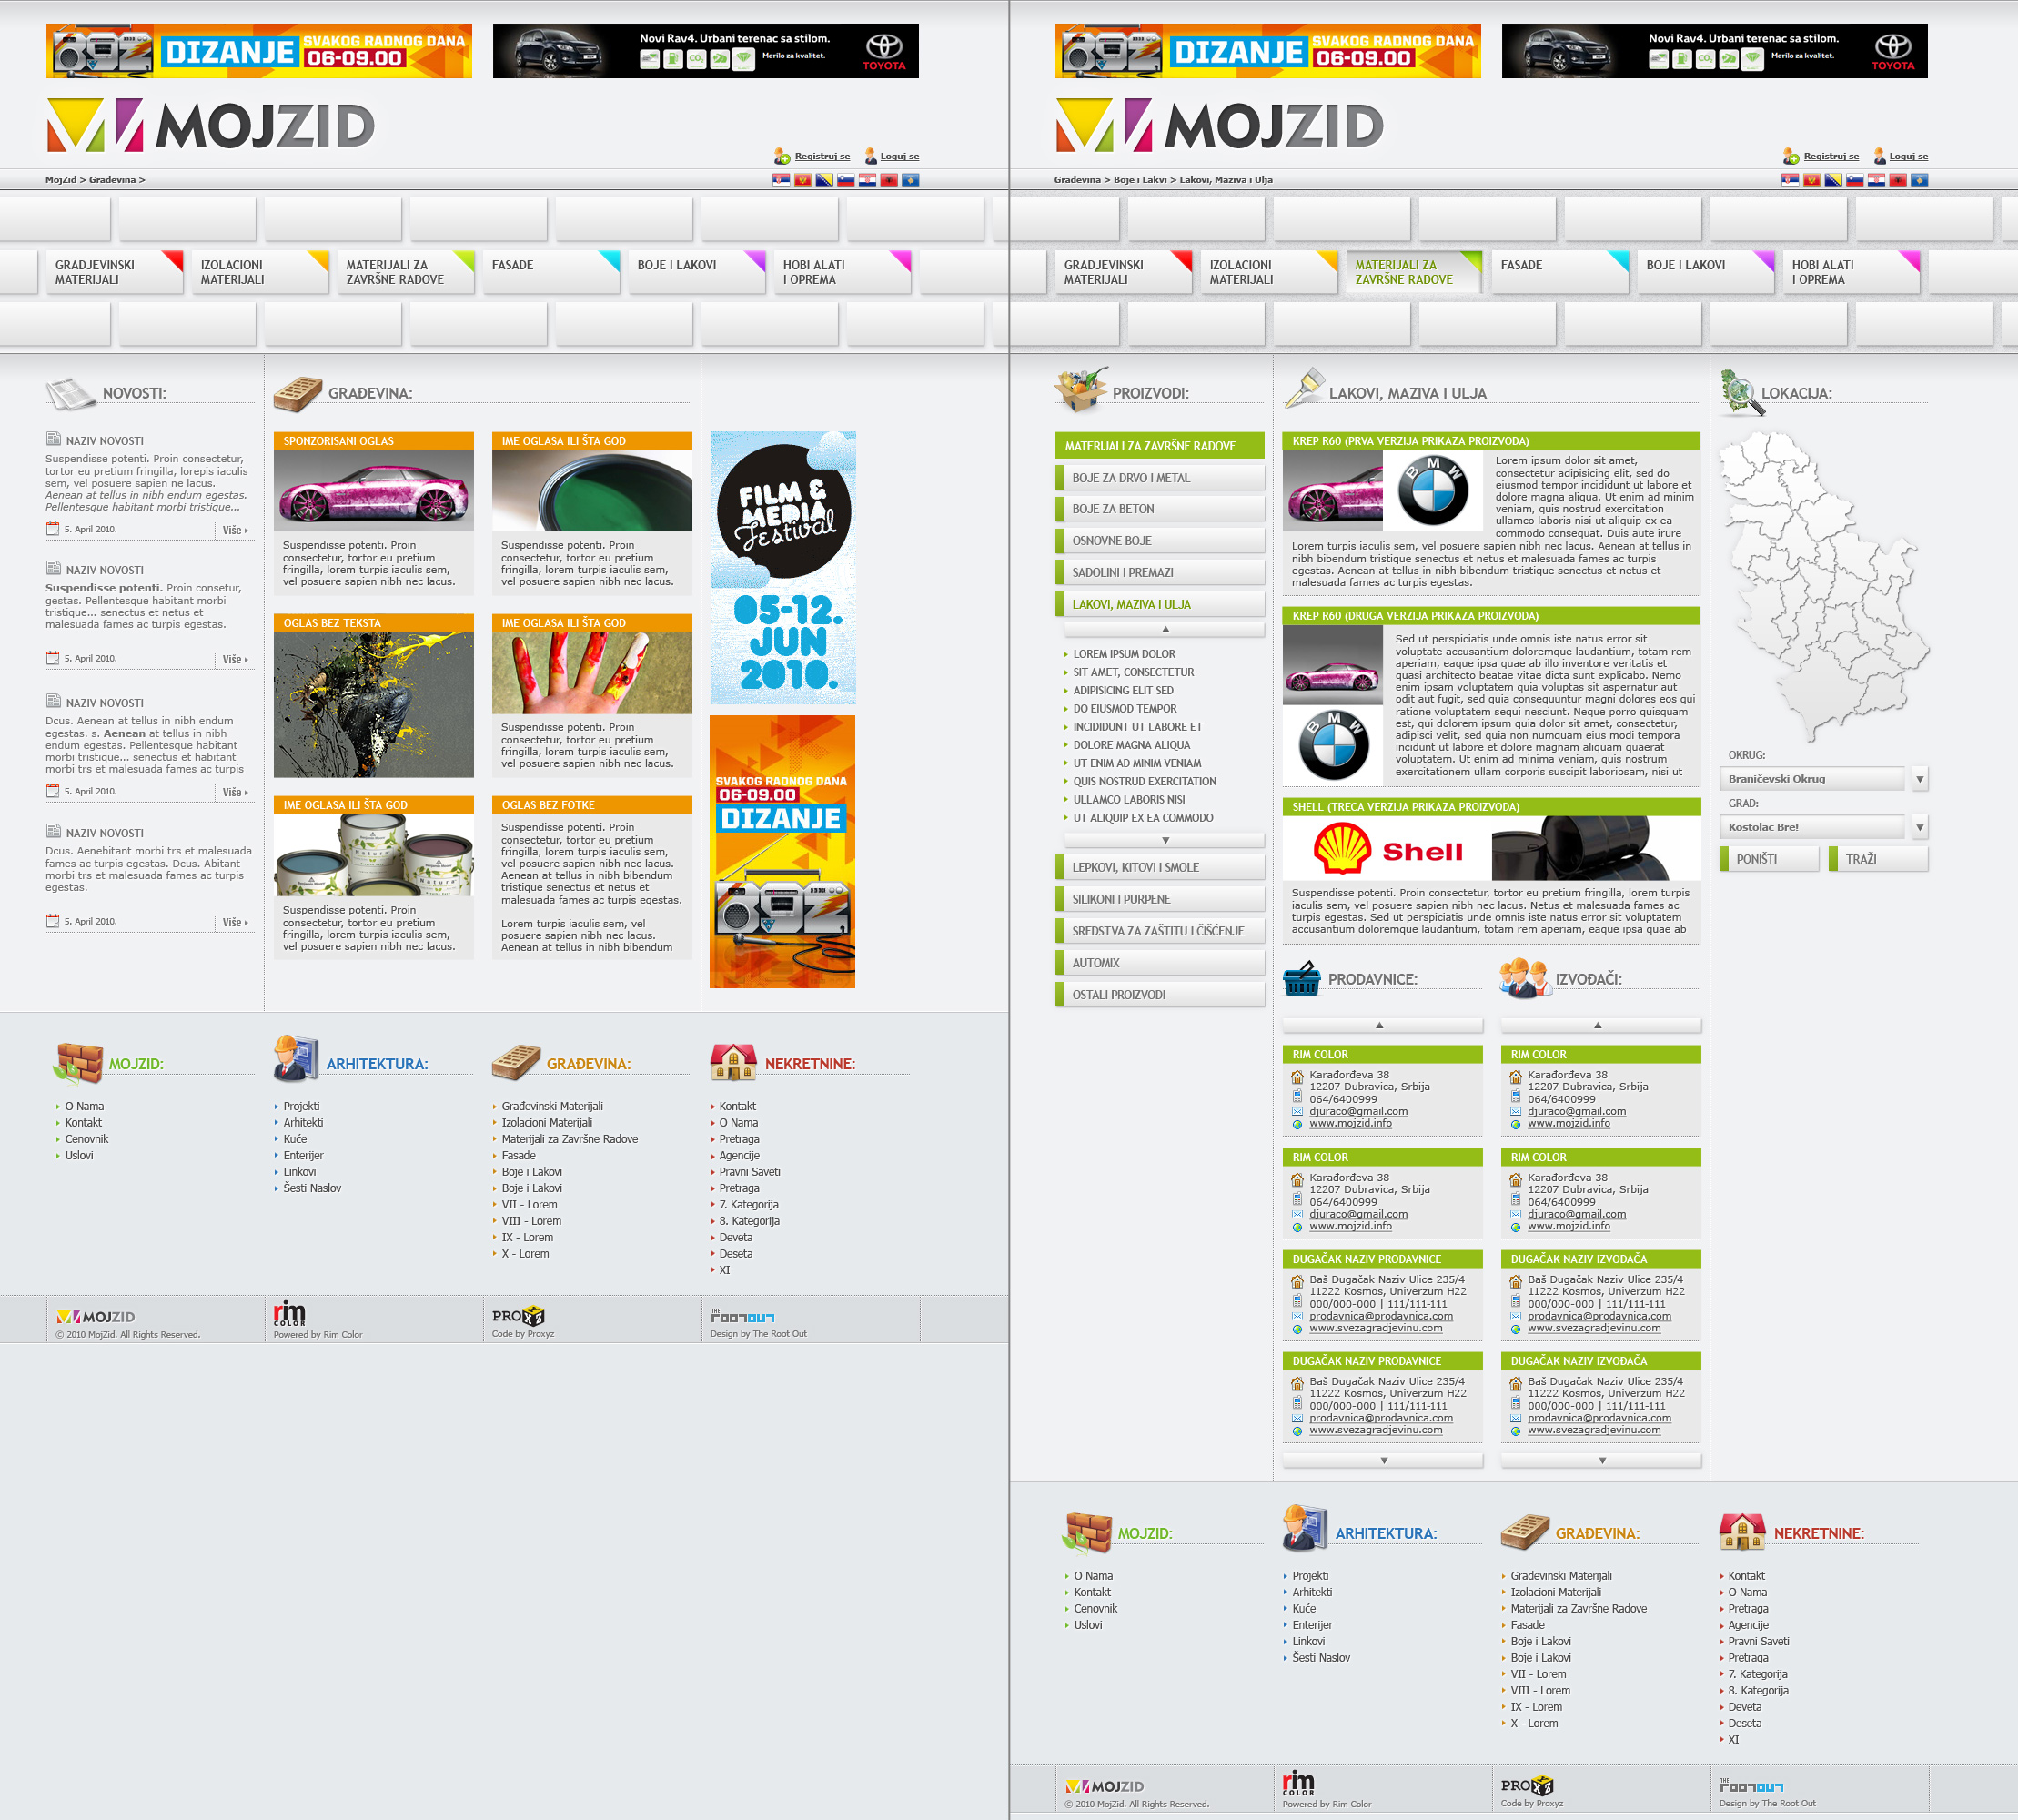 DIZANJE
SVAKOG RADNOG DANA
06-09.00
Novi Rav4. Urbani terenac sa stilom.
Merilo za kvalitet.
TOYOTA
MOJZID
Registruj se
Loguj se
MojZid > Građevina >
GRADJEVINSKI
MATERIJALI
IZOLACIONI
MATERIJALI
MATERIJALI ZA
ZAVRŠNE RADOVE
FASADE
BOJE I LAKOVI
HOBI ALATI
I OPREMA
NOVOSTI:
NAZIV NOVOSTI
Suspendisse potenti. Proin consectetur,
tortor eu pretium fringilla, lorepis iaculis
sem, vel posuere sapien ne lacus.
Aenean at tellus in nibh endum egestas.
Pellentesque habitant morbi tristique...
5. April 2010.
Više
NAZIV NOVOSTI
Suspendisse potenti. Proin consetur,
gestas. Pellentesque habitant morbi
tristique... senectus et netus et
malesuada fames ac turpis egestas.
5. April 2010.
Više
NAZIV NOVOSTI
Dcus. Aenean at tellus in nibh endum
egestas. s. Aenean at tellus in nibh
endum egestas. Pellentesque habitant
morbi tristique... senectus et habitant
morbi trs et malesuada fames ac turpis
5. April 2010.
Više
NAZIV NOVOSTI
Dcus. Aenebitant morbi trs et malesuada
fames ac turpis egestas. Dcus. Abitant
morbi trs et malesuada fames ac turpis
egestas.
5. April 2010.
Više
GRAĐEVINA:
SPONZORISANI OGLAS
Suspendisse potenti. Proin
consectetur, tortor eu pretium
fringilla, lorem turpis iaculis sem,
vel posuere sapien nibh nec lacus.
IME OGLASA ILI ŠTA GOD
Suspendisse potenti. Proin
consectetur, tortor eu pretium
fringilla, lorem turpis iaculis sem,
vel posuere sapien nibh nec lacus.
OGLAS BEZ TEKSTA
IME OGLASA ILI ŠTA GOD
Suspendisse potenti. Proin
consectetur, tortor eu pretium
fringilla, lorem turpis iaculis sem,
vel posuere sapien nibh nec lacus.
IME OGLASA ILI ŠTA GOD
Suspendisse potenti. Proin
consectetur, tortor eu pretium
fringilla, lorem turpis iaculis sem,
vel posuere sapien nibh nec lacus.
OGLAS BEZ FOTKE
Suspendisse potenti. Proin
consectetur, tortor eu pretium
fringilla, lorem turpis iaculis sem,
vel posuere sapien nibh nec lacus.
Aenean at tellus in nibh bibendum
tristique senectus et netus et
malesuada fames ac turpis egestas.
Lorem turpis iaculis sem, vel
posuere sapien nibh nec lacus.
Aenean at tellus in nibh bibendum
FILM &
MEDIA
Festival
05-12.
JUN
2010.
SVAKOG RADNOG DANA
06-09.00
DIZANJE
MOJZID:
O Nama
Kontakt
Cenovnik
Uslovi
ARHITEKTURA:
Projekti
Arhitekti
Kuće
Enterijer
Linkovi
Šesti Naslov
GRAĐEVINA:
Građevinski Materijali
Izolacioni Materijali
Materijali za Završne Radove
Fasade
Boje i Lakovi
Boje i Lakovi
VII - Lorem
VIII - Lorem
IX - Lorem
X - Lorem
NEKRETNINE:
Kontakt
O Nama
Pretraga
Agencije
Pravni Saveti
Pretraga
7. Kategorija
8. Kategorija
Deveta
Deseta
XI
MOJZID
© 2010 MojZid. All Rights Reserved.
rim
COLOR
Powered by Rim Color
PROXYZ
Code by Proxyz
THE
ROOTOUT
Design by The Root Out
DIZANJE
SVAKOG RADNOG DANA
06-09.00
Novi Rav4. Urbani terenac sa stilom.
Merilo za kvalitet.
TOYOTA
MOJZID
Registruj se
Loguj se
Građevina > Boje i Lakvi > Lakovi, Maziva i Ulja
GRADJEVINSKI
MATERIJALI
IZOLACIONI
MATERIJALI
MATERIJALI ZA
ZAVRŠNE RADOVE
FASADE
BOJE I LAKOVI
HOBI ALATI
I OPREMA
PROIZVODI:
MATERIJALI ZA ZAVRŠNE RADOVE
BOJE ZA DRVO I METAL
BOJE ZA BETON
OSNOVNE BOJE
SADOLINI I PREMAZI
LAKOVI, MAZIVA I ULJA
LOREM IPSUM DOLOR
SIT AMET, CONSECTETUR
ADIPISICING ELIT SED
DO EIUSMOD TEMPOR
INCIDIDUNT UT LABORE ET
DOLORE MAGNA ALIQUA
UT ENIM AD MINIM VENIAM
QUIS NOSTRUD EXERCITATION
ULLAMCO LABORIS NISI
UT ALIQUIP EX EA COMMODO
LEPKOVI, KITOVI I SMOLE
SILIKONI I PURPENE
SREDSTVA ZA ZAŠTITU I ČIŠĆENJE
AUTOMIX
OSTALI PROIZVODI
LAKOVI, MAZIVA I ULJA
KREP R60 (PRVA VERZIJA PRIKAZA PROIZVODA)
BMW
Lorem ipsum dolor sit amet,
consectetur adipisicing elit, sed do
eiusmod tempor incididunt ut labore et
dolore magna aliqua. Ut enim ad minim
veniam, quis nostrud exercitation
ullamco laboris nisi ut aliquip ex ea
commodo consequat. Duis aute irure
Lorem turpis iaculis sem, vel posuere sapien nibh nec lacus. Aenean at tellus in
nibh bibendum tristique senectus et netus et malesuada fames ac turpis
egestas. Aenean at tellus in nibh bibendum tristique senectus et netus et
malesuada fames ac turpis egestas.
KREP R60 (DRUGA VERZIJA PRIKAZA PROIZVODA)
BMW
Sed ut perspiciatis unde omnis iste natus error sit
voluptate accusantium doloremque laudantium, totam rem
aperiam, eaque ipsa quae ab illo inventore veritatis et
quasi architecto beatae vitae dicta sunt explicabo. Nemo
enim ipsam voluptatem quia voluptas sit aspernatur aut
odit aut fugit, sed quia consequuntur magni dolores eos qui
ratione voluptatem sequi nesciunt. Neque porro quisquam
est, qui dolorem ipsum quia dolor sit amet, consectetur,
adipisci velit, sed quia non numquam eius modi tempora
incidunt ut labore et dolore magnam aliquam quaerat
voluptatem. Ut enim ad minima veniam, quis nostrum
exercitationem ullam corporis suscipit laboriosam, nisi ut
SHELL (TRECA VERZIJA PRIKAZA PROIZVODA)
Shell
Suspendisse potenti. Proin consectetur, tortor eu pretium fringilla, lorem turpis
iaculis sem, vel posuere sapien nibh nec lacus. Netus et malesuada fames ac
turpis egestas. Sed ut perspiciatis unde omnis iste natus error sit voluptatem
accusantium doloremque laudantium, totam rem aperiam, eaque ipsa quae ab
LOKACIJA:
OKRUG:
Braničevski Okrug
GRAD:
Kostolac Bre!
PONIŠTI
TRAŽI
PRODAVNICE:
RIM COLOR
Karađorđeva 38
12207 Dubravica, Srbija
064/6400999
djuraco@gmail.com
www.mojzid.info
RIM COLOR
Karađorđeva 38
12207 Dubravica, Srbija
064/6400999
djuraco@gmail.com
www.mojzid.info
DUGAČAK NAZIV PRODAVNICE
Baš Dugačak Naziv Ulice 235/4
11222 Kosmos, Univerzum H22
000/000-000 | 111/111-111
prodavnica@prodavnica.com
www.svezagradjevinu.com
DUGAČAK NAZIV PRODAVNICE
Baš Dugačak Naziv Ulice 235/4
11222 Kosmos, Univerzum H22
000/000-000 | 111/111-111
prodavnica@prodavnica.com
www.svezagradjevinu.com
IZVOĐAČI:
RIM COLOR
Karađorđeva 38
12207 Dubravica, Srbija
064/6400999
djuraco@gmail.com
www.mojzid.info
RIM COLOR
Karađorđeva 38
12207 Dubravica, Srbija
064/6400999
djuraco@gmail.com
www.mojzid.info
DUGAČAK NAZIV IZVOĐAČA
Baš Dugačak Naziv Ulice 235/4
11222 Kosmos, Univerzum H22
000/000-000 | 111/111-111
prodavnica@prodavnica.com
www.svezagradjevinu.com
DUGAČAK NAZIV IZVOĐAČA
Baš Dugačak Naziv Ulice 235/4
11222 Kosmos, Univerzum H22
000/000-000 | 111/111-111
prodavnica@prodavnica.com
www.svezagradjevinu.com
MOJZID:
O Nama
Kontakt
Cenovnik
Uslovi
ARHITEKTURA:
Projekti
Arhitekti
Kuće
Enterijer
Linkovi
Šesti Naslov
GRAĐEVINA:
Građevinski Materijali
Izolacioni Materijali
Materijali za Završne Radove
Fasade
Boje i Lakovi
Boje i Lakovi
VII - Lorem
VIII - Lorem
IX - Lorem
X - Lorem
NEKRETNINE:
Kontakt
O Nama
Pretraga
Agencije
Pravni Saveti
Pretraga
7. Kategorija
8. Kategorija
Deveta
Deseta
XI
MOJZID
© 2010 MojZid. All Rights Reserved.
rim
COLOR
Powered by Rim Color
PROXYZ
Code by Proxyz
THE
ROOTOUT
Design by The Root Out